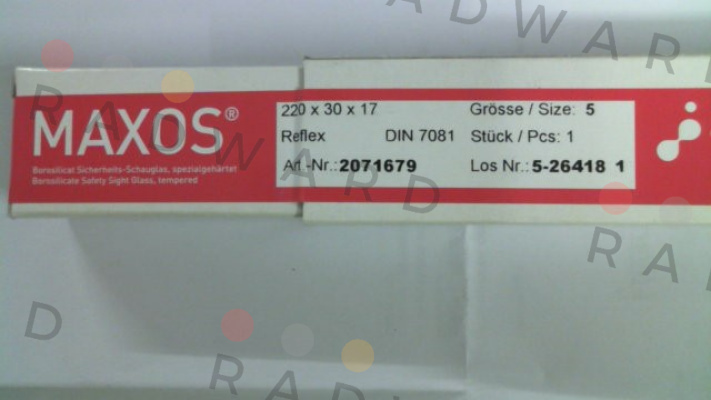 MAXOS®
Borosilicat Sicherheits-Schauglas, spezialgehärtet
Borosilicate Safety Sight Glass, tempered
220 x 30 x 17 Grösse / Size: 5
Reflex DIN 7081 Stück / Pcs: 1
Art.-Nr.: 2071679 Los Nr.: 5-26418 1
RADWARD
RADWARD
RA
D
RADWARD